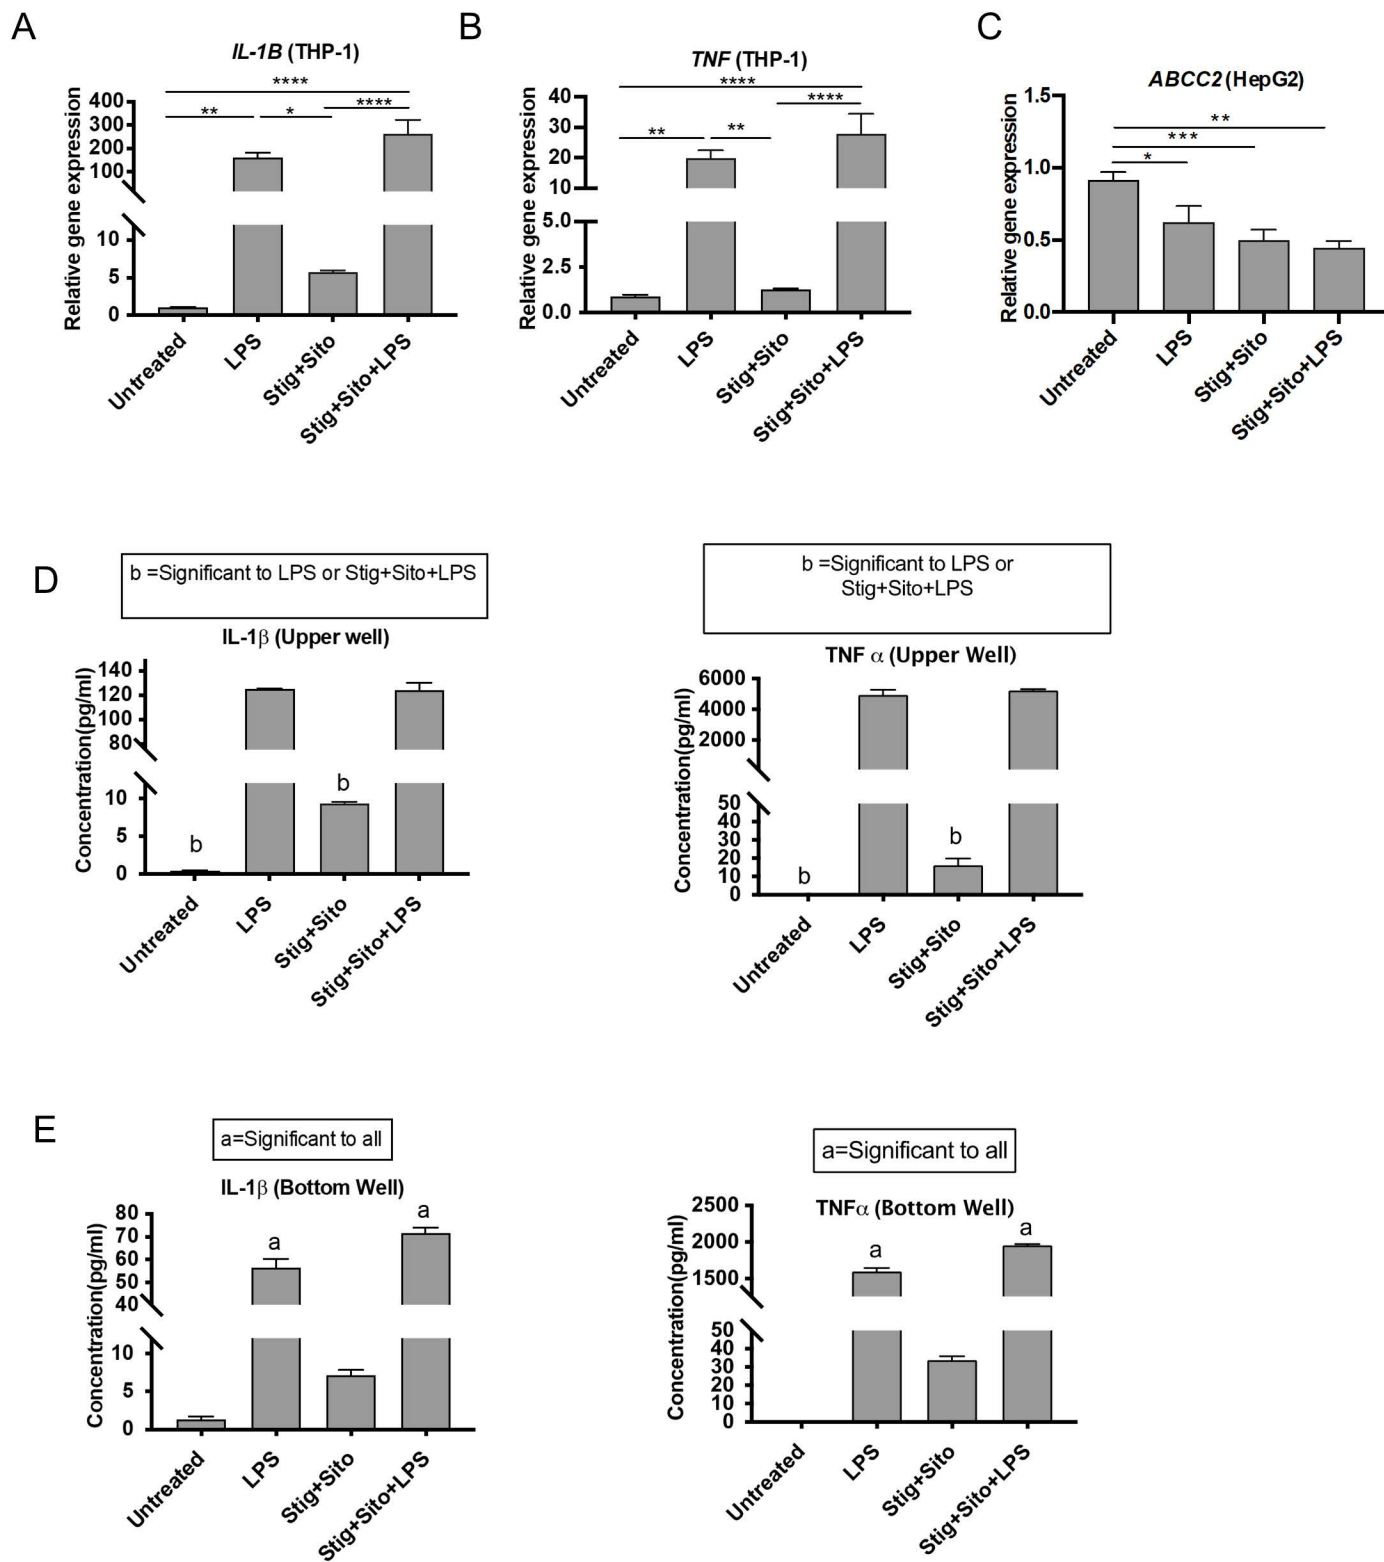 A
IL-1B (THP-1)
Relative gene expression
400
300
200
100
10
5
0
****
** * ****
Untreated
LPS
Stig+Sito
Stig+Sito+LPS
B
TNF (THP-1)
Relative gene expression
40
30
20
10
5.0
2.5
0.0
****
****
** **
Untreated
LPS
Stig+Sito
Stig+Sito+LPS
C
ABCC2 (HepG2)
Relative gene expression
1.5
1.0
0.5
0.0
**
***
*
Untreated
LPS
Stig+Sito
Stig+Sito+LPS
D
b =Significant to LPS or Stig+Sito+LPS
IL-1β (Upper well)
Concentration(pg/ml)
140
120
100
80
10
5
0
b
b
Untreated
LPS
Stig+Sito
Stig+Sito+LPS
b =Significant to LPS or
Stig+Sito+LPS
TNF α (Upper Well)
Concentration(pg/ml)
6000
4000
2000
50
40
30
20
10
0
b
b
Untreated
LPS
Stig+Sito
Stig+Sito+LPS
E
a=Significant to all
IL-1β (Bottom Well)
Concentration(pg/ml)
80
70
60
50
40
10
5
0
a
a
Untreated
LPS
Stig+Sito
Stig+Sito+LPS
a=Significant to all
TNFα (Bottom Well)
Concentration(pg/ml)
2500
2000
1500
50
40
30
20
10
0
a
a
Untreated
LPS
Stig+Sito
Stig+Sito+LPS